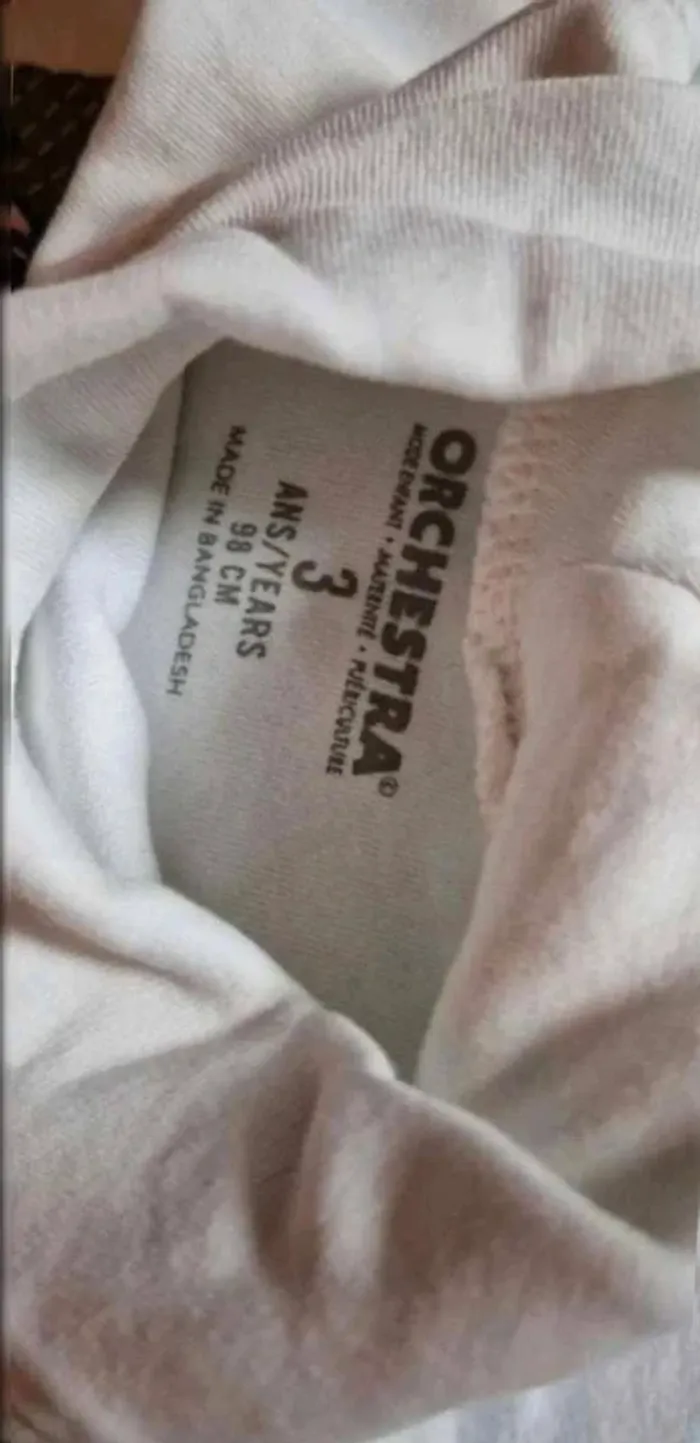 ORCHESTRA®
MODE ENFANT • MATERNITÉ • PUÉRICULTURE
3
ANS/YEARS
98 CM
MADE IN BANGLADESH